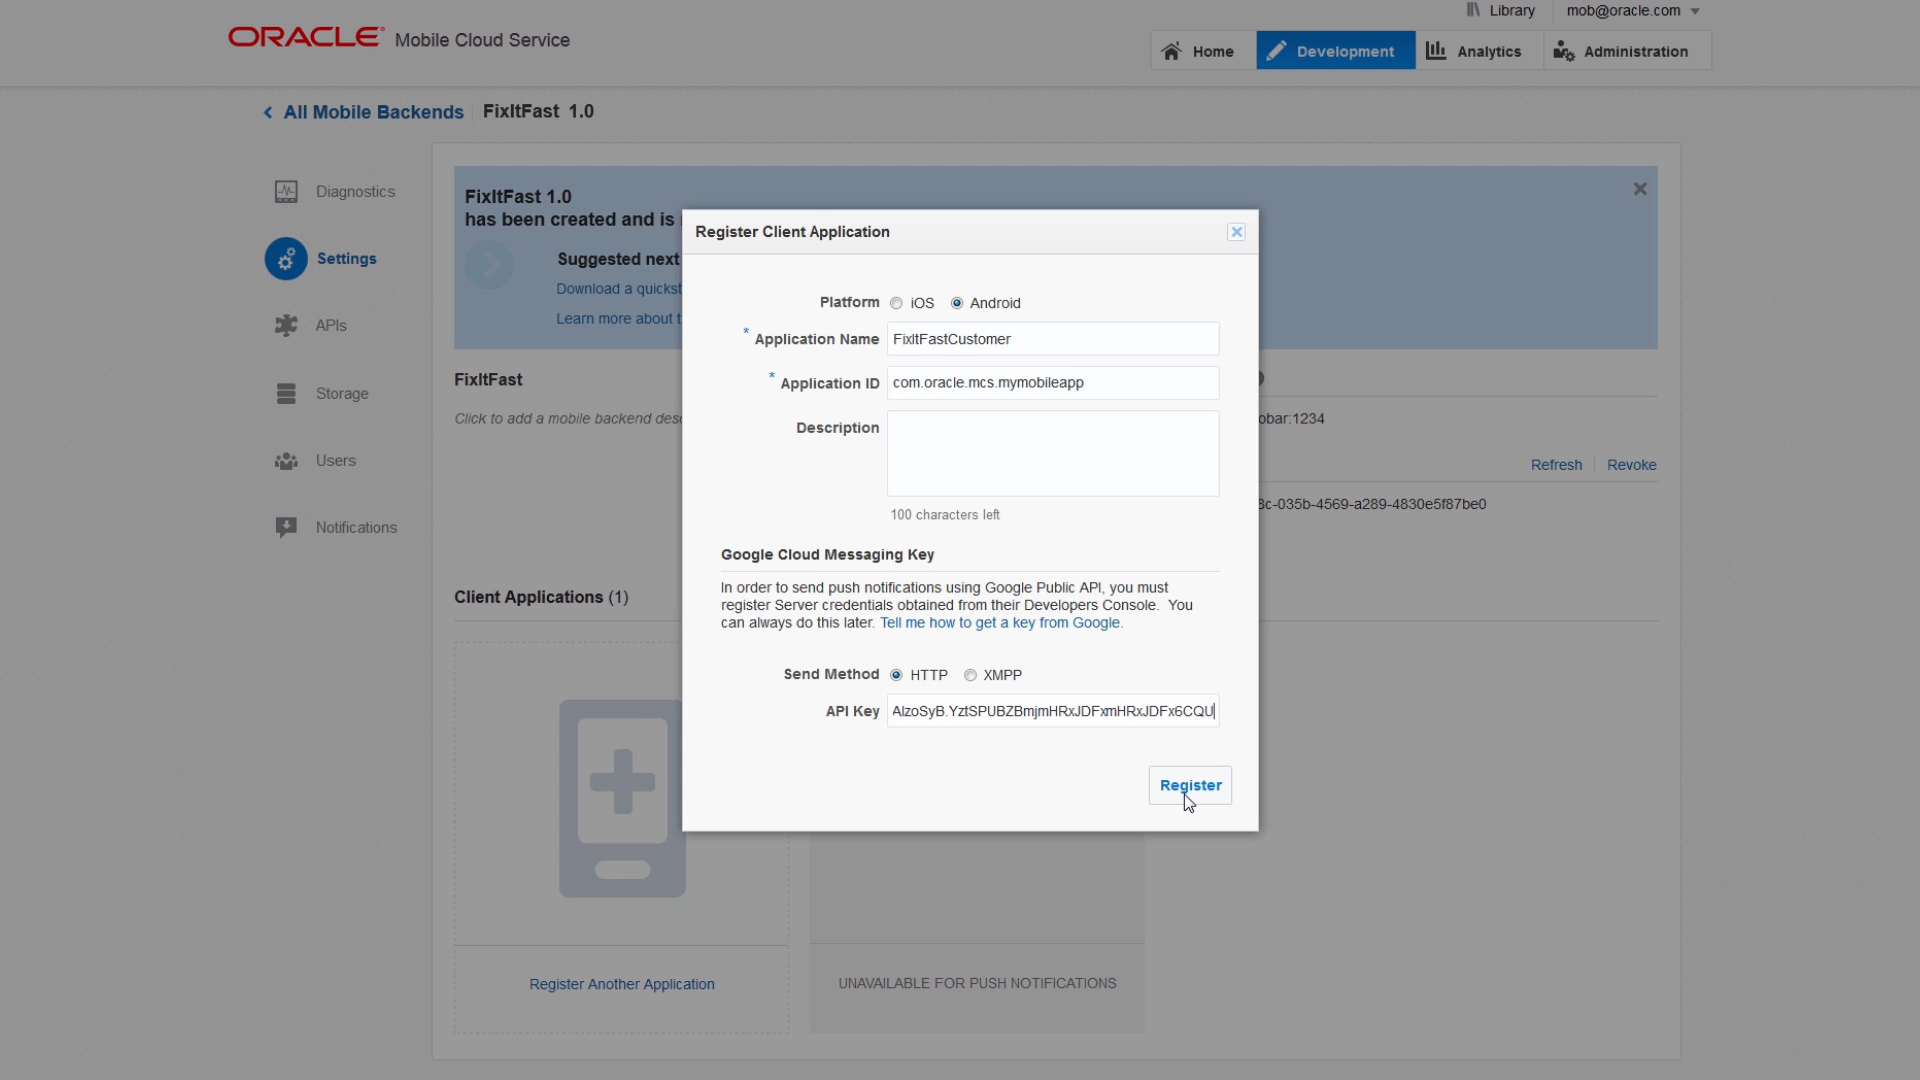 Library
mob@oracle.com
ORACLE Mobile Cloud Service
Home
Development
Analytics
Administration
All Mobile Backends
FixItFast 1.0
Diagnostics
Settings
APIs
Storage
Users
Notifications
FixItFast 1.0
has been created and is
Suggested next
Download a
Learn more about
FixItFast
Click to add a mobile backend
:1234
Refresh
Revoke
-035b-4569-a289-4830e5f87be0
Client Applications (1)
Register Another Application
UNAVAILABLE FOR PUSH NOTIFICATIONS
Register Client Application
Platform
iOS
Android
* Application Name
FixItFastCustomer
* Application ID
com.oracle.mcs.mymobileapp
Description
100 characters left
Google Cloud Messaging Key
In order to send push notifications using Google Public API, you must
register Server credentials obtained from their Developers Console. You
can always do this later. Tell me how to get a key from Google.
Send Method
HTTP
XMPP
API Key
AIzoSyB.YztSPUBZBmjmHRxJDFxmHRxJDFx6CQU
Register